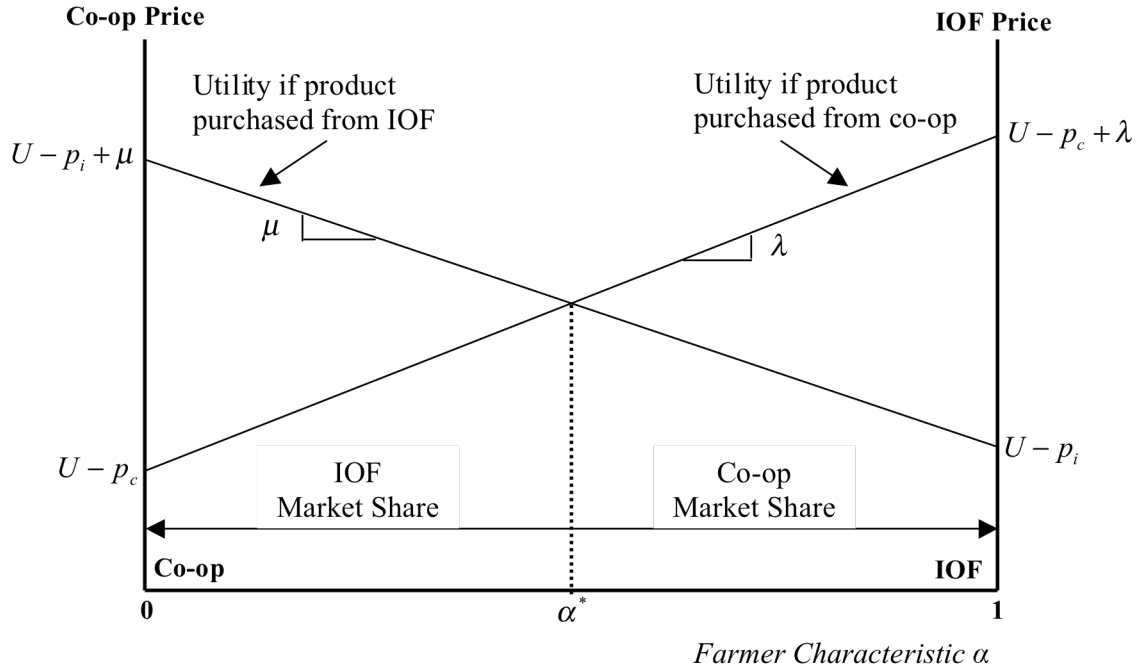 Co-op Price
IOF Price
Utility if product
purchased from IOF
Utility if product
purchased from co-op
U − p_i + μ
U − p_c + λ
μ
λ
U − p_c
U − p_i
IOF
Market Share
Co-op
Market Share
Co-op
IOF
0
α*
1
Farmer Characteristic α